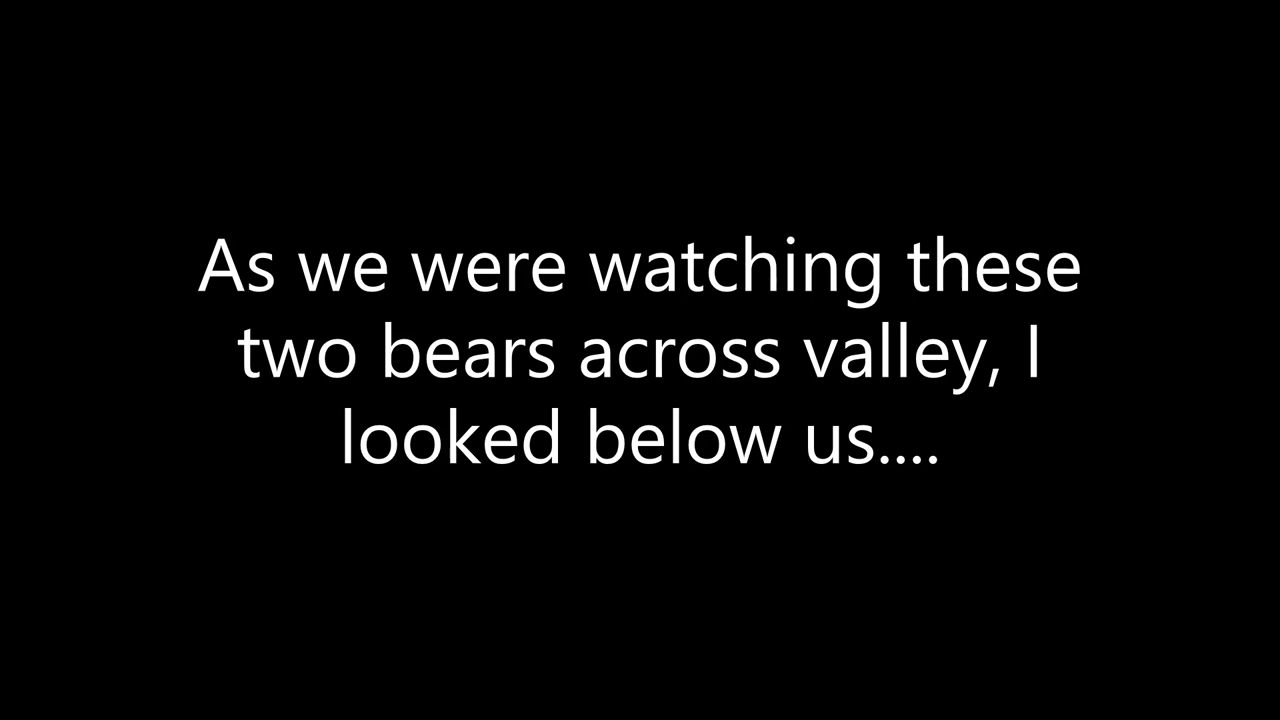 As we were watching these
two bears across valley, I
looked below us....